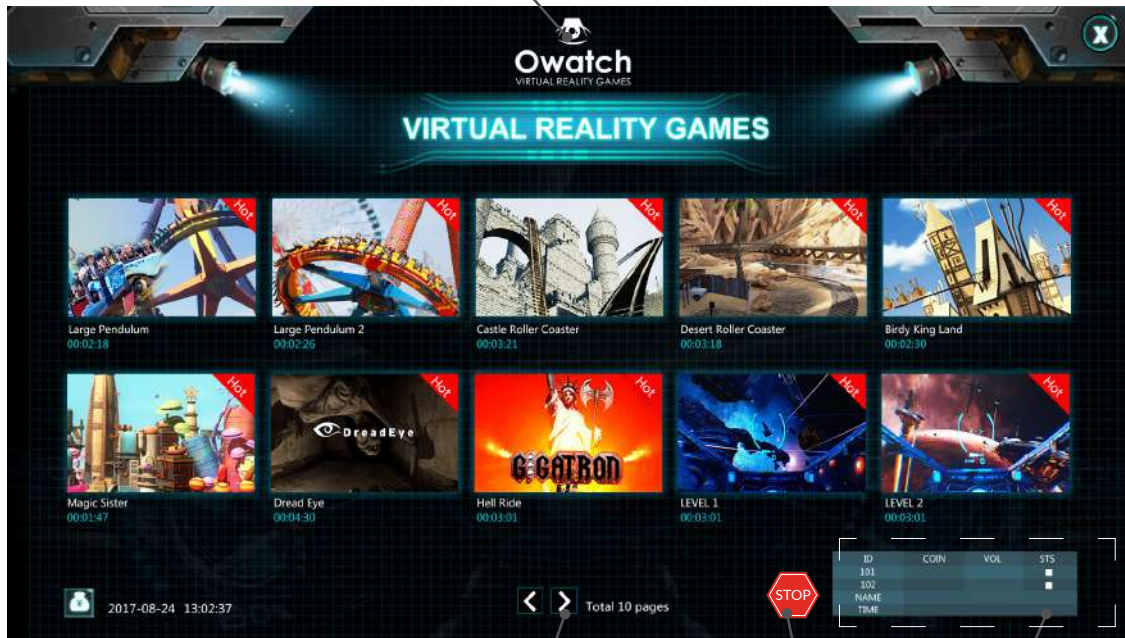 X
Owatch
VIRTUAL REALITY GAMES
VIRTUAL REALITY GAMES
Hot Hot Hot Hot Hot
Large Pendulum Large Pendulum 2 Castle Roller Coaster Desert Roller Coaster Birdy King Land
00:02:18 00:02:26 00:03:21 00:03:18 00:02:30
Hot Hot Hot Hot Hot
DreadEye
GIGATRON
Magic Sister Dread Eye Hell Ride LEVEL 1 LEVEL 2
00:01:47 00:04:30 00:03:01 00:03:01 00:03:01
ID COIN VOL STS
101
102
NAME
TIME
2017-08-24 13:02:37 < > Total 10 pages STOP